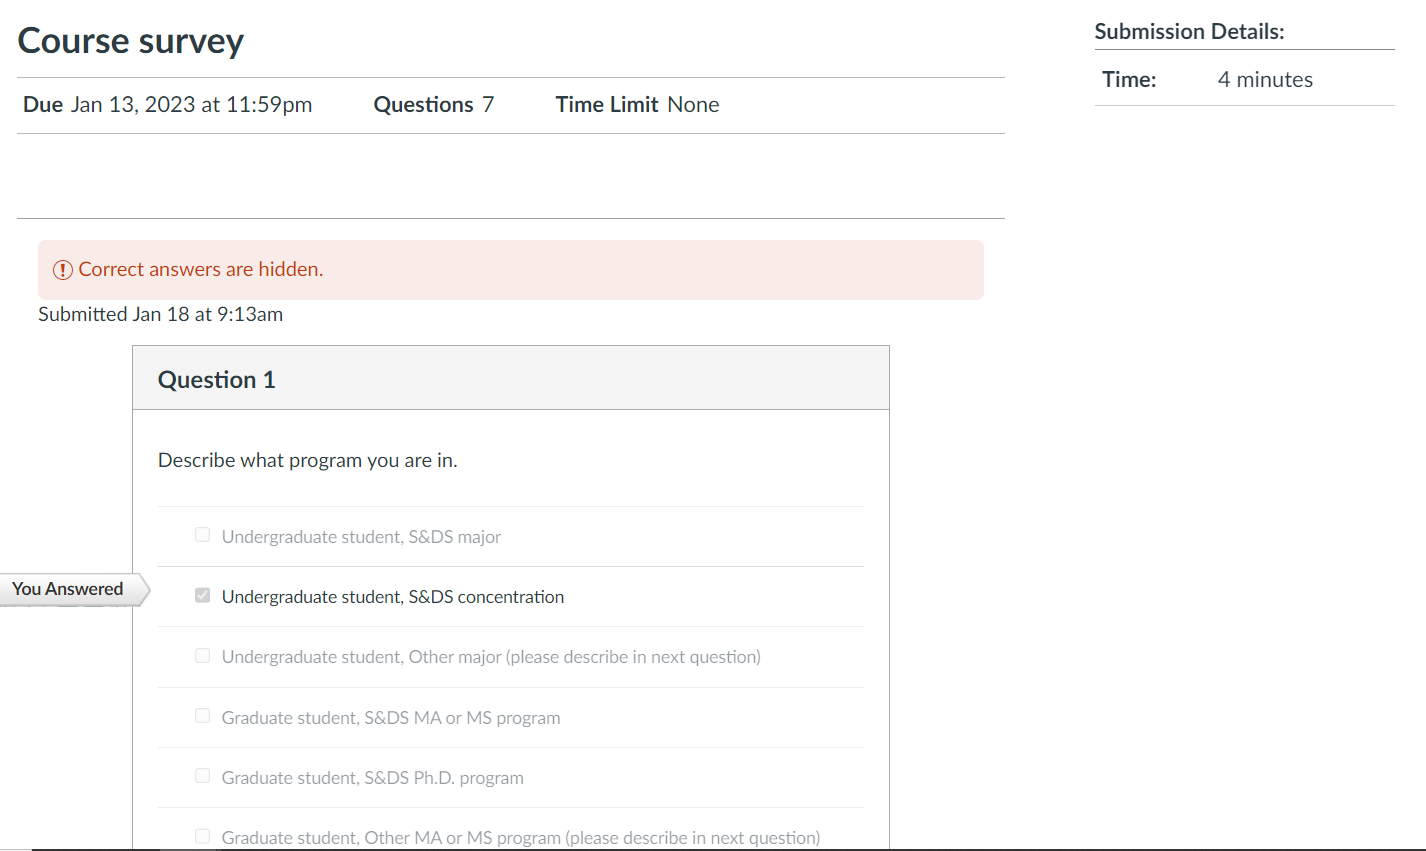 Course survey
Due Jan 13, 2023 at 11:59pm Questions 7 Time Limit None
Submission Details:
Time: 4 minutes
Correct answers are hidden.
Submitted Jan 18 at 9:13am
Question 1
Describe what program you are in.
Undergraduate student, S&DS major
You Answered
Undergraduate student, S&DS concentration
Undergraduate student, Other major (please describe in next question)
Graduate student, S&DS MA or MS program
Graduate student, S&DS Ph.D. program
Graduate student, Other MA or MS program (please describe in next question)